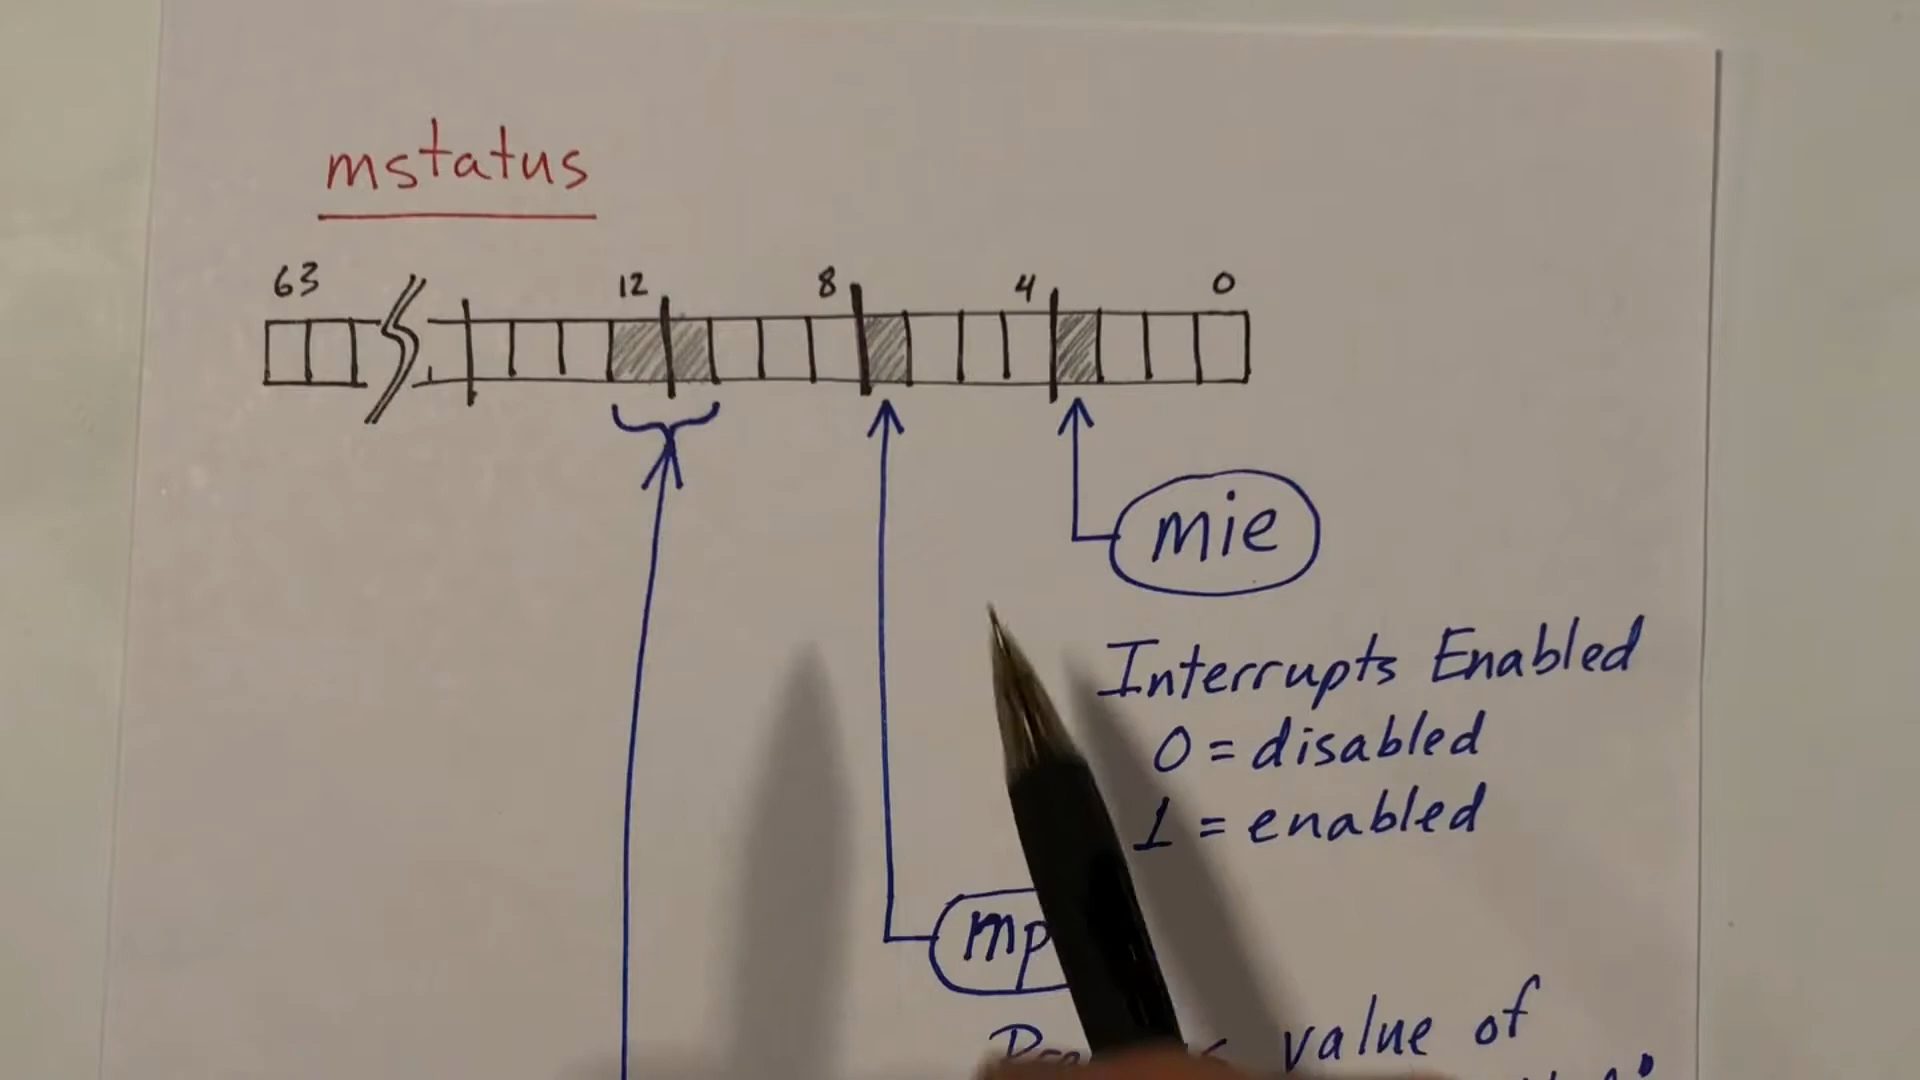 mstatus
63 12 8 4 0
mie
Interrupts Enabled
0 = disabled
1 = enabled
value of